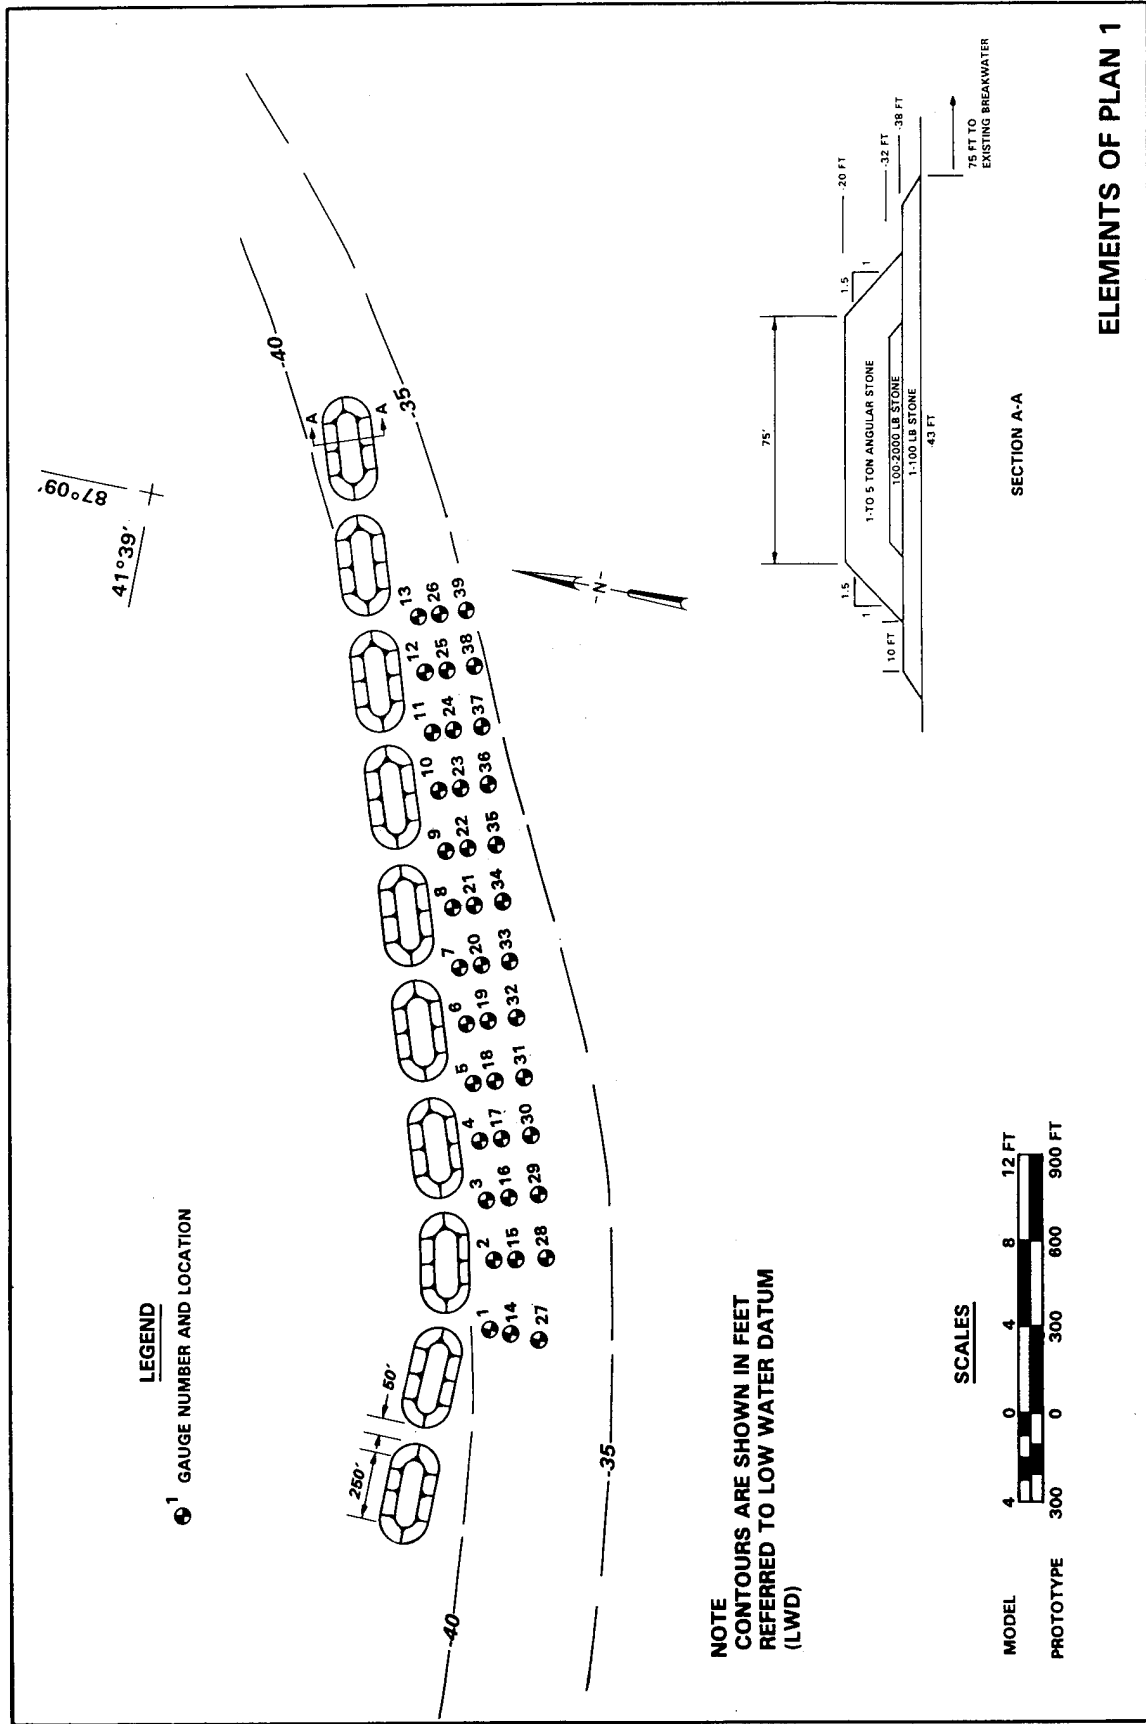 87°09'
41°39'
-40
A
A
-35
LEGEND
1 GAUGE NUMBER AND LOCATION
250'
50'
1 2 3 4 5 6 7 8 9 10 11 12 13
14 15 16 17 18 19 20 21 22 23 24 25 26
27 28 29 30 31 32 33 34 35 36 37 38 39
-N-
-40
-35
NOTE
CONTOURS ARE SHOWN IN FEET
REFERRED TO LOW WATER DATUM
(LWD)
SCALES
MODEL 4 0 4 8 12 FT
PROTOTYPE 300 0 300 600 900 FT
75'
1.5
1
1.5
1
10 FT
-20 FT
-32 FT
-38 FT
1-TO 5 TON ANGULAR STONE
100-2000 LB STONE
1-100 LB STONE
-43 FT
75 FT TO
EXISTING BREAKWATER
SECTION A-A
ELEMENTS OF PLAN 1